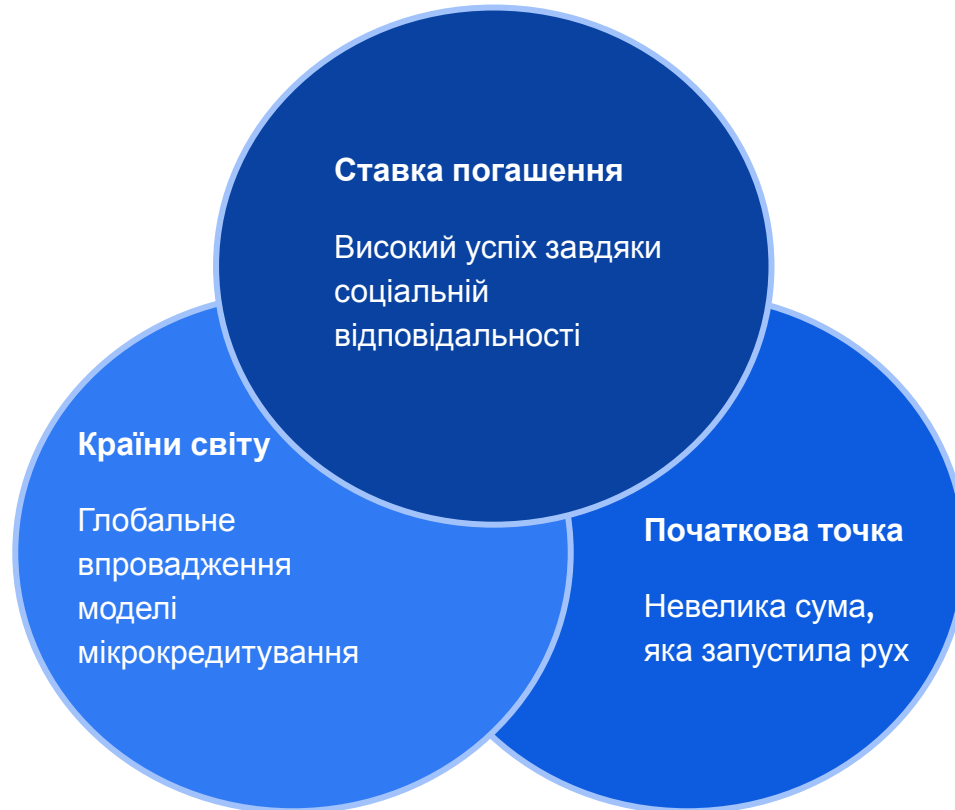 Ставка погашення
Високий успіх завдяки
соціальній
відповідальності
Країни світу
Глобальне
впровадження
моделі
мікрокредитування
Початкова точка
Невелика сума,
яка запустила рух